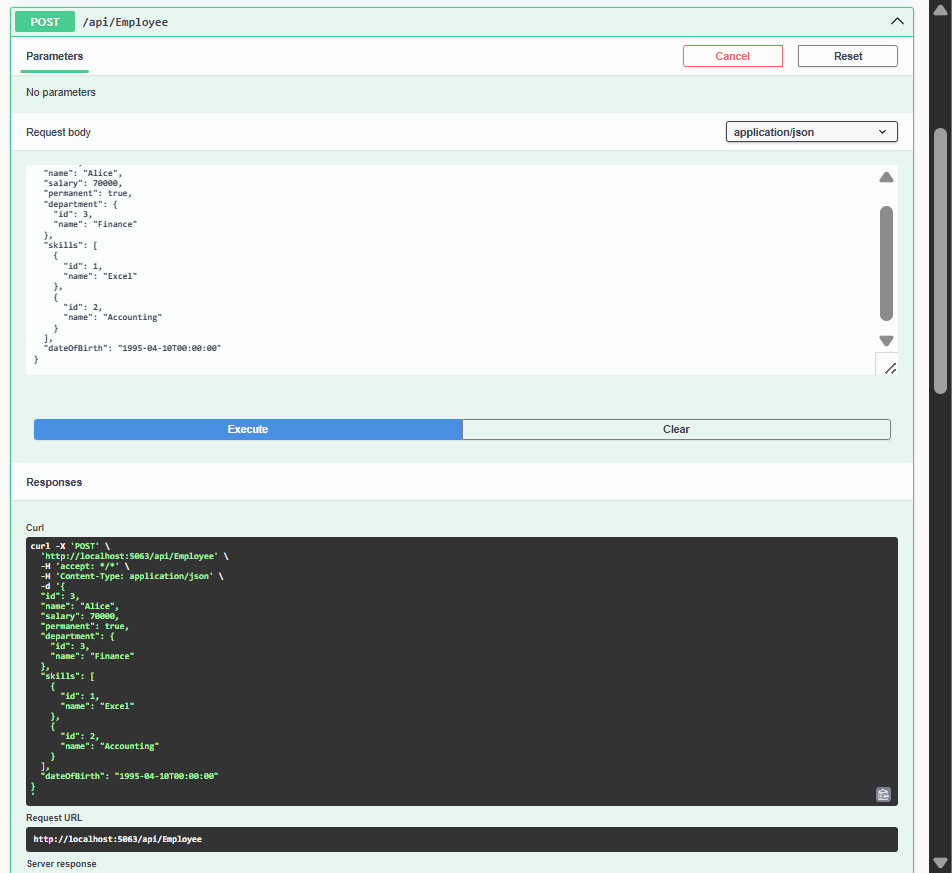 POST /api/Employee
Parameters
Cancel
Reset
No parameters
Request body
application/json
  "name": "Alice",
  "salary": 70000,
  "permanent": true,
  "department": {
    "id": 3,
    "name": "Finance"
  },
  "skills": [
    {
      "id": 1,
      "name": "Excel"
    },
    {
      "id": 2,
      "name": "Accounting"
    }
  ],
  "dateOfBirth": "1995-04-10T00:00:00"
}
Execute
Clear
Responses
Curl
curl -X 'POST' \
  'http://localhost:5063/api/Employee' \
  -H 'accept: */*' \
  -H 'Content-Type: application/json' \
  -d '{
  "id": 3,
  "name": "Alice",
  "salary": 70000,
  "permanent": true,
  "department": {
    "id": 3,
    "name": "Finance"
  },
  "skills": [
    {
      "id": 1,
      "name": "Excel"
    },
    {
      "id": 2,
      "name": "Accounting"
    }
  ],
  "dateOfBirth": "1995-04-10T00:00:00"
}
'
Request URL
http://localhost:5063/api/Employee
Server response